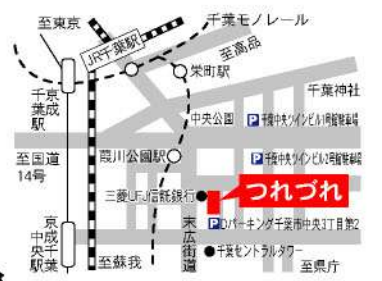 至東京
千葉モノレール
JR千葉駅
至高品
栄町駅
京成千葉駅
千葉神社
中央公園
P千葉中央ツインビル1号館駐車場
至国道14号
葭川公園駅
P千葉中央ツインビル2号館駐車場
三菱UFJ信託銀行
つれづれ
京成千葉中央駅
末広街道
PDパーキング千葉市中央3丁目第2
千葉セントラルタワー
至蘇我
至県庁